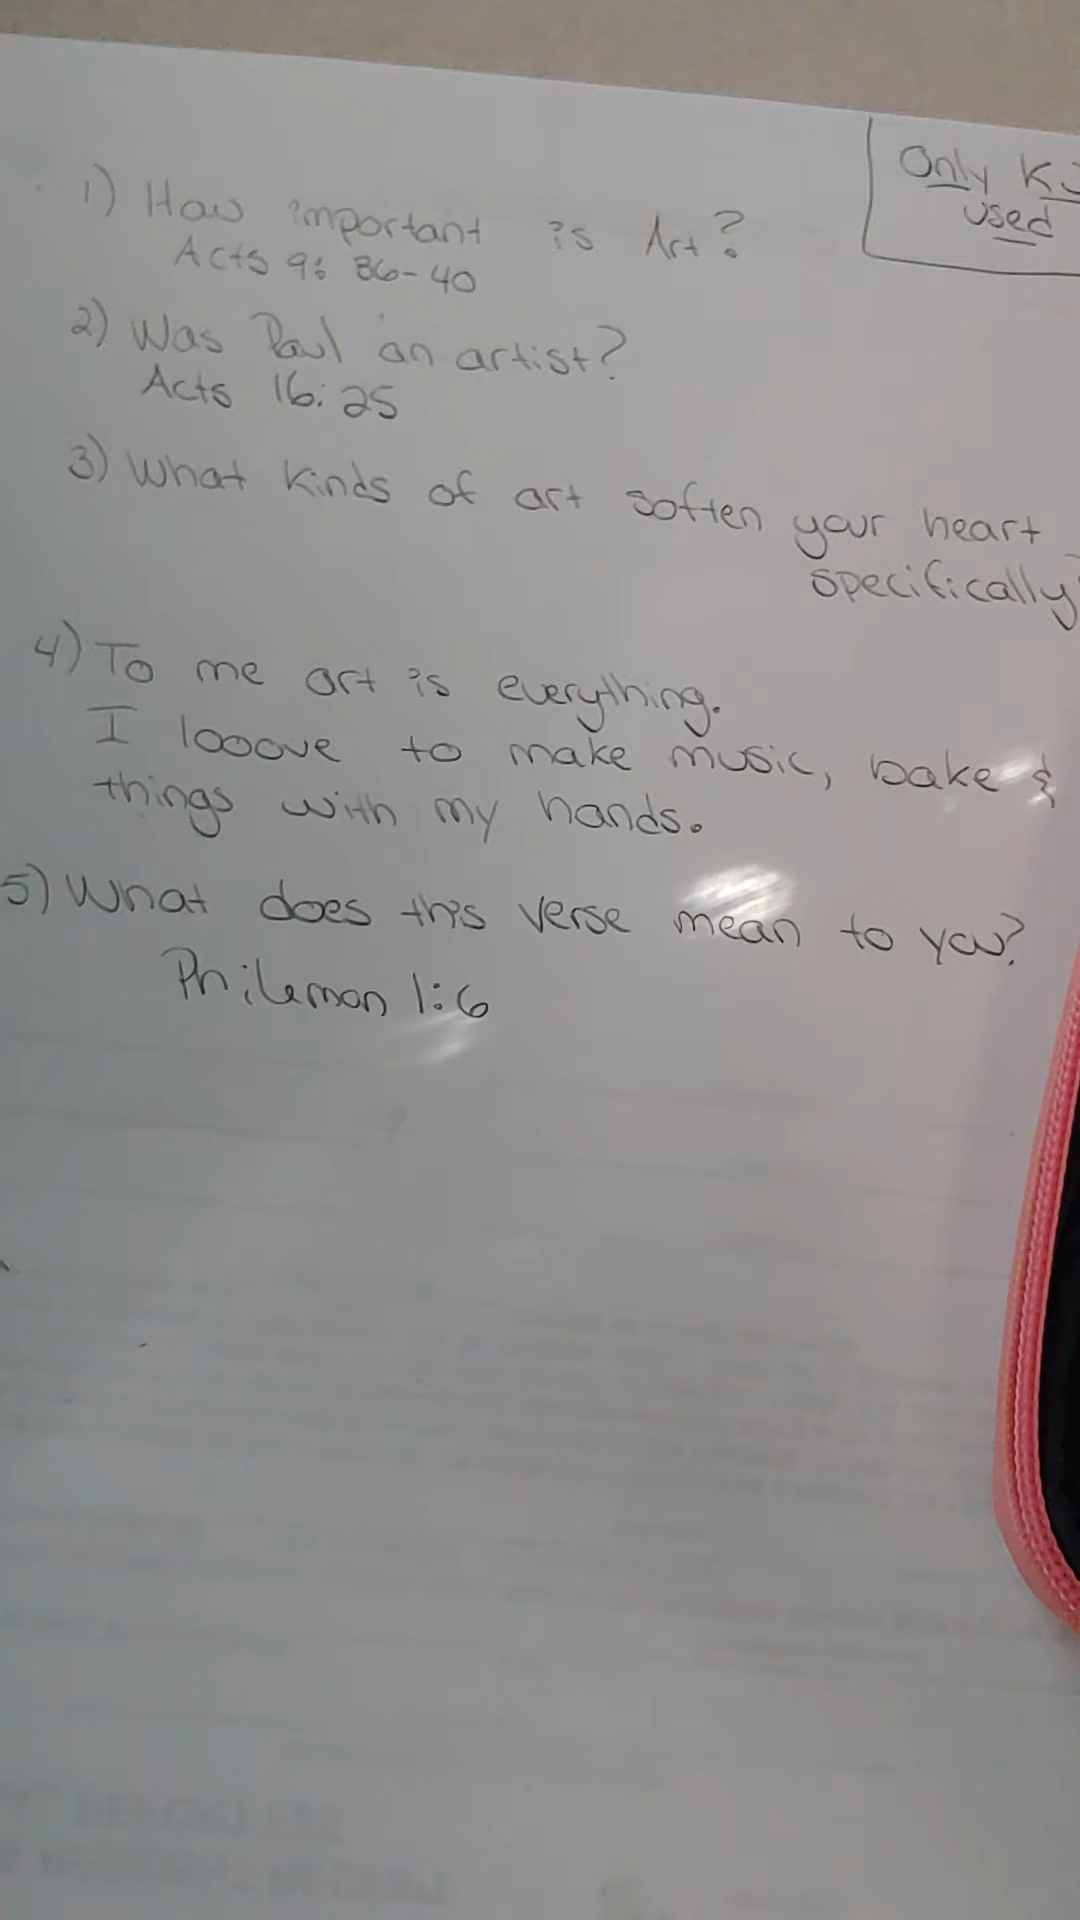 Only KJ
used
1) How important is Art?
Acts 9: 36-40
2) Was Paul an artist?
Acts 16:25
3) What kinds of art soften your heart
specifically
4) To me art is everything.
I looove to make music, bake &
things with my hands.
5) What does this verse mean to you?
Philemon 1:6